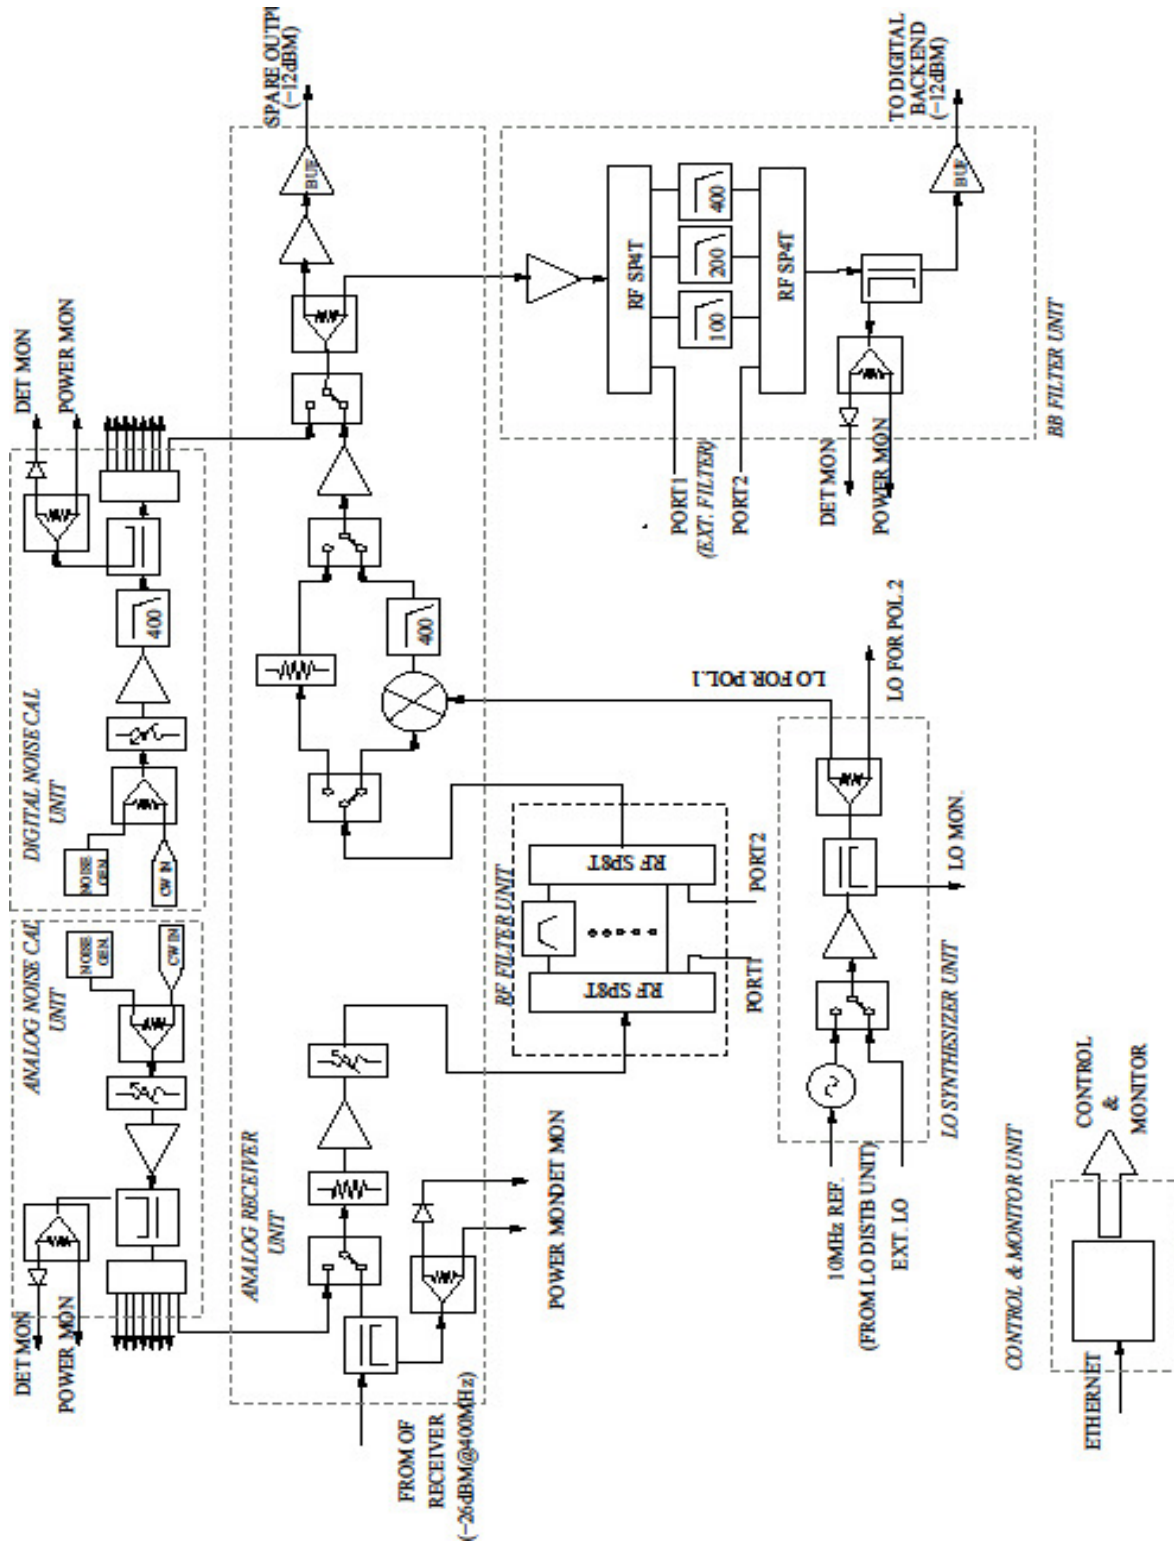 DET MON
POWER MON
ANALOG NOISE CAL
UNIT
NOISE
GEN.
CW IN
DIGITAL NOISE CAL
UNIT
NOISE
GEN.
CW IN
400
DET MON
POWER MON
ANALOG RECEIVER
UNIT
FROM OF
RECEIVER
(−26dBM@400MHz)
POWER MON
DET MON
400
BUF
SPARE OUTP
(−12dBM)
RF FILTER UNIT
RF SP8T
RF SP8T
PORT1
PORT2
LO FOR POL.1
10MHz REF.
(FROM LO DISTB UNIT)
EXT. LO
LO SYNTHESIZER UNIT
LO MON.
LO FOR POL.2
PORT1
(EXT. FILTER)
PORT2
RF SP4T
100
200
400
RF SP4T
DET MON
POWER MON
BB FILTER UNIT
BUF
TO DIGITAL
BACKEND
(−12dBM)
CONTROL & MONITOR UNIT
ETHERNET
CONTROL
&
MONITOR